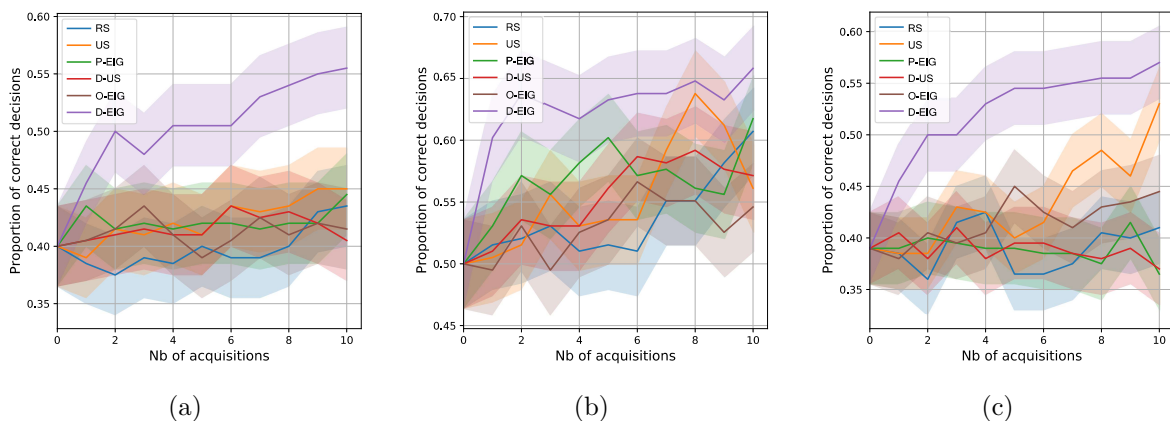 0.60
0.55
0.50
0.45
0.40
0.35
Proportion of correct decisions
RS
US
P-EIG
D-US
O-EIG
D-EIG
0 2 4 6 8 10
Nb of acquisitions
(a)
0.70
0.65
0.60
0.55
0.50
0.45
Proportion of correct decisions
RS
US
P-EIG
D-US
O-EIG
D-EIG
0 2 4 6 8 10
Nb of acquisitions
(b)
0.60
0.55
0.50
0.45
0.40
0.35
Proportion of correct decisions
RS
US
P-EIG
D-US
O-EIG
D-EIG
0 2 4 6 8 10
Nb of acquisitions
(c)